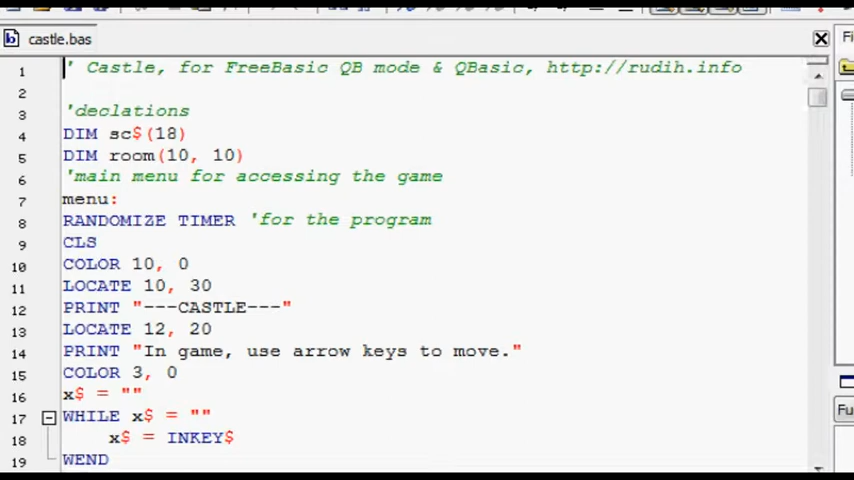 castle.bas
Fi
1 ' Castle, for FreeBasic QB mode & QBasic, http://rudih.info
2
3 'declations
4 DIM sc$(18)
5 DIM room(10, 10)
6 'main menu for accessing the game
7 menu:
8 RANDOMIZE TIMER 'for the program
9 CLS
10 COLOR 10, 0
11 LOCATE 10, 30
12 PRINT "---CASTLE---"
13 LOCATE 12, 20
14 PRINT "In game, use arrow keys to move."
15 COLOR 3, 0
16 x$ = ""
17 WHILE x$ = ""
18 x$ = INKEY$
19 WEND
Fu